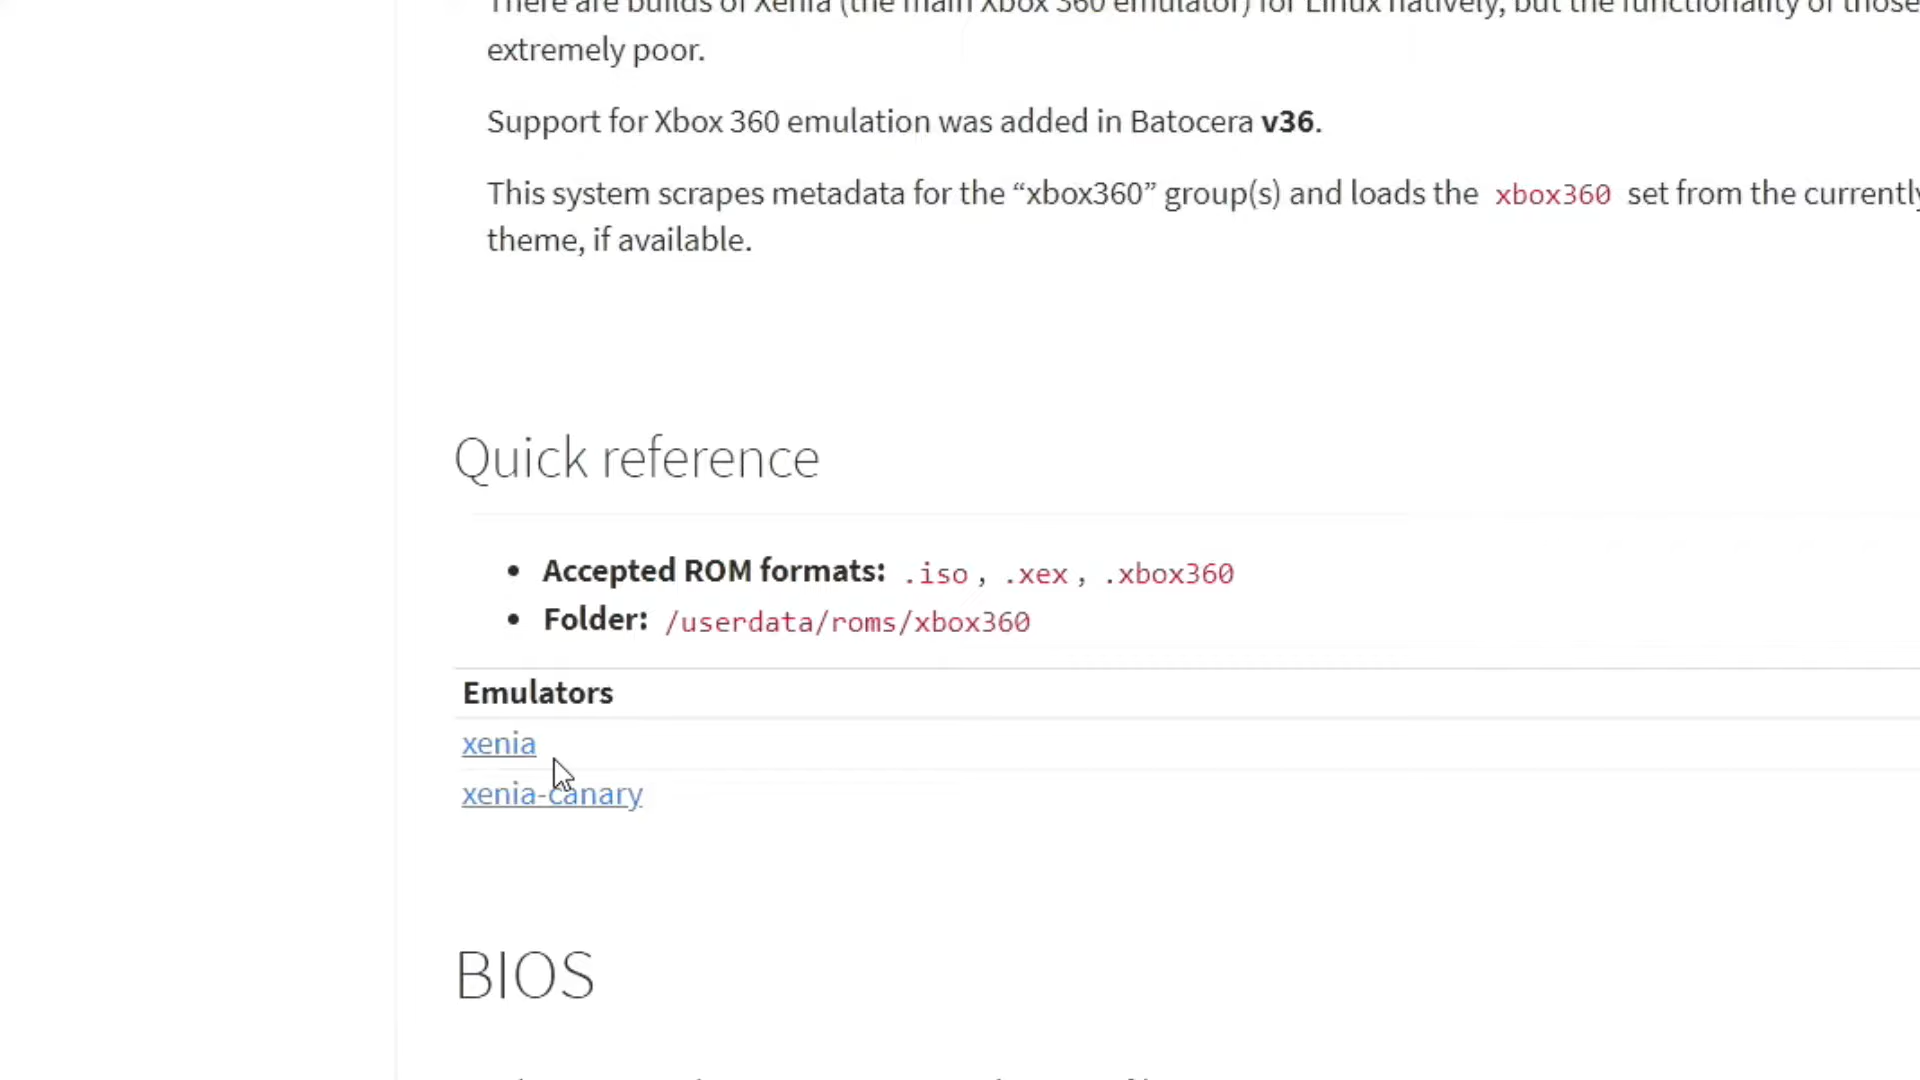 There are builds of Xenia (the main Xbox 360 emulator) for Linux natively, but the functionality of those
extremely poor.
Support for Xbox 360 emulation was added in Batocera v36.
This system scrapes metadata for the “xbox360” group(s) and loads the xbox360 set from the currently
theme, if available.
Quick reference
• Accepted ROM formats: .iso, .xex, .xbox360
• Folder: /userdata/roms/xbox360
Emulators
xenia
xenia-canary
BIOS